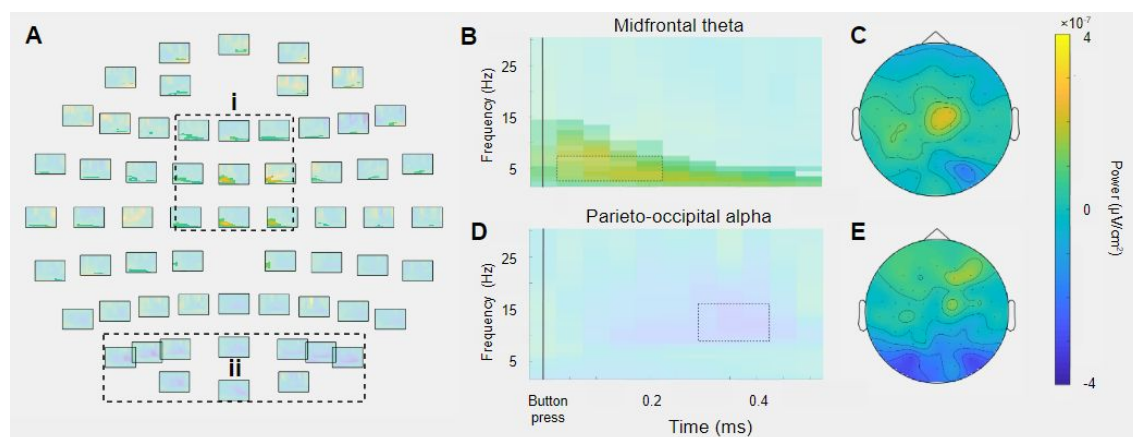 A
i
ii
B
Midfrontal theta
Frequency (Hz)
25
15
5
C
D
Parieto-occipital alpha
Frequency (Hz)
25
15
5
Button
press
0.2
0.4
Time (ms)
E
×10⁻⁷
4
0
-4
Power (μV/cm²)